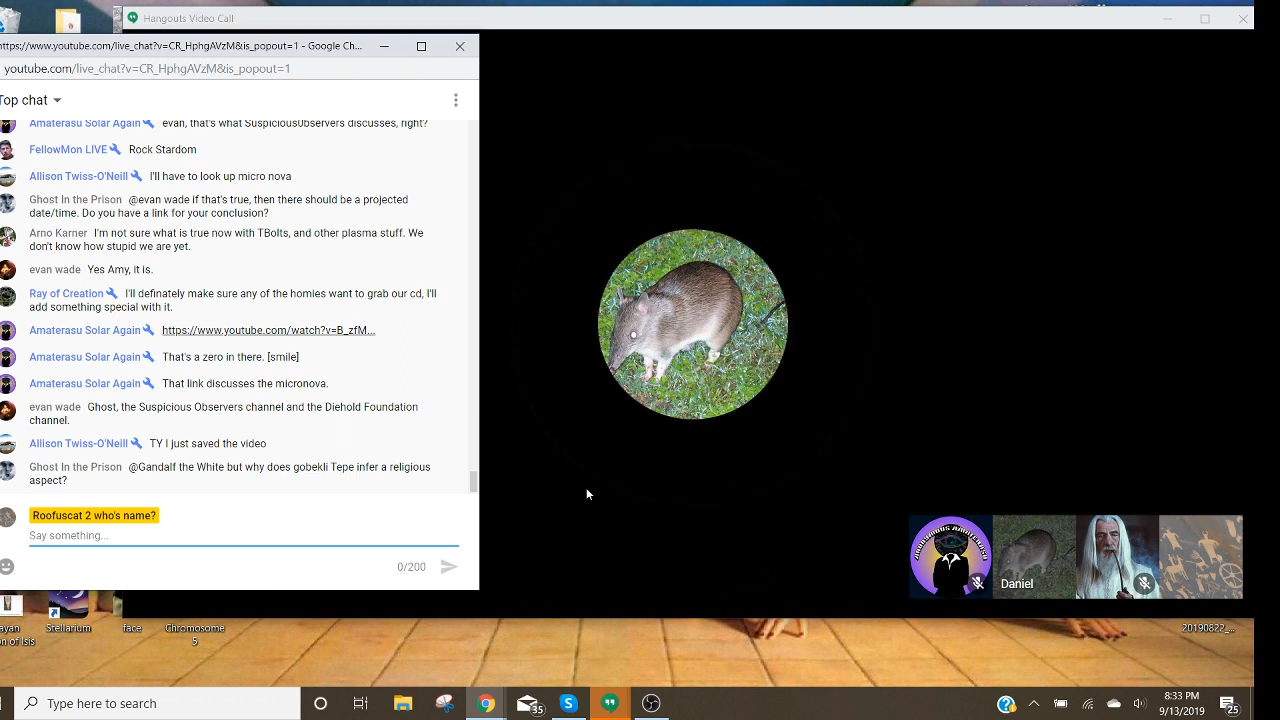 Hangouts Video Call
https://www.youtube.com/live_chat?v=CR_HphgAVzM&is_popout=1 - Google Ch...
youtube.com/live_chat?v=CR_HphgAVzM&is_popout=1
Top chat
Amaterasu Solar Again evan, that's what SuspiciousObservers discusses, right?
FellowMon LIVE Rock Stardom
Allison Twiss-O'Neill I'll have to look up micro nova
Ghost In the Prison @evan wade if that's true, then there should be a projected
date/time. Do you have a link for your conclusion?
Arno Karner I'm not sure what is true now with TBolts, and other plasma stuff. We
don't know how stupid we are yet.
evan wade Yes Amy, it is.
Ray of Creation I'll definately make sure any of the homies want to grab our cd, I'll
add something special with it.
Amaterasu Solar Again https://www.youtube.com/watch?v=B_zfM...
Amaterasu Solar Again That's a zero in there. [smile]
Amaterasu Solar Again That link discusses the micronova.
evan wade Ghost, the Suspicious Observers channel and the Diehold Foundation
channel.
Allison Twiss-O'Neill TY I just saved the video
Ghost In the Prison @Gandalf the White but why does gobekli Tepe infer a religious
aspect?
Roofuscat 2 who's name?
Say something...
0/200
Daniel
ayan
on of Isis
Stellarium
face
Chromosome
5
20190822_...
Type here to search
35
8:33 PM
9/13/2019
25